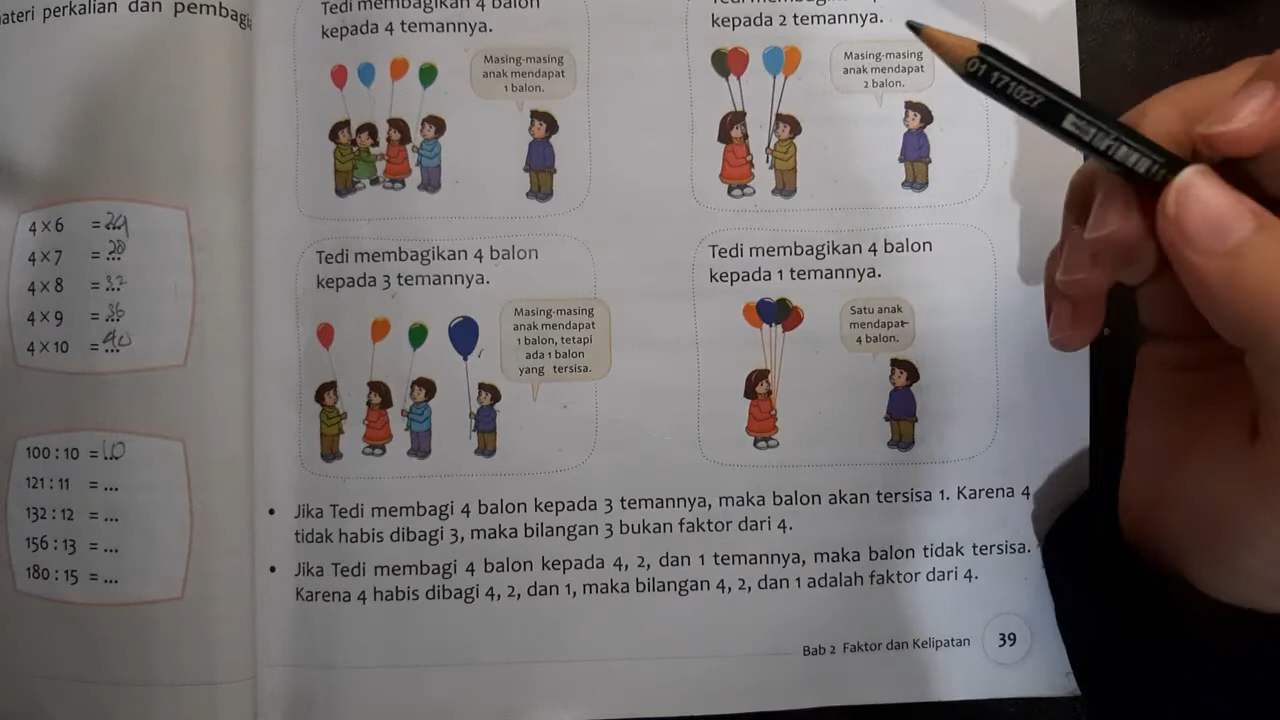 materi perkalian dan pembagi
4 × 6 = 24
4 × 7 = 28
4 × 8 = 32
4 × 9 = 36
4 × 10 = 40
100 : 10 = 10
121 : 11 = ...
132 : 12 = ...
156 : 13 = ...
180 : 15 = ...
Tedi membagikan 4 balon
kepada 4 temannya.
Masing-masing
anak mendapat
1 balon.
kepada 2 temannya.
Masing-masing
anak mendapat
2 balon.
Tedi membagikan 4 balon
kepada 3 temannya.
Masing-masing
anak mendapat
1 balon, tetapi
ada 1 balon
yang tersisa.
Tedi membagikan 4 balon
kepada 1 temannya.
Satu anak
mendapat
4 balon.
• Jika Tedi membagi 4 balon kepada 3 temannya, maka balon akan tersisa 1. Karena 4
tidak habis dibagi 3, maka bilangan 3 bukan faktor dari 4.
• Jika Tedi membagi 4 balon kepada 4, 2, dan 1 temannya, maka balon tidak tersisa.
Karena 4 habis dibagi 4, 2, dan 1, maka bilangan 4, 2, dan 1 adalah faktor dari 4.
Bab 2 Faktor dan Kelipatan 39
01 171027